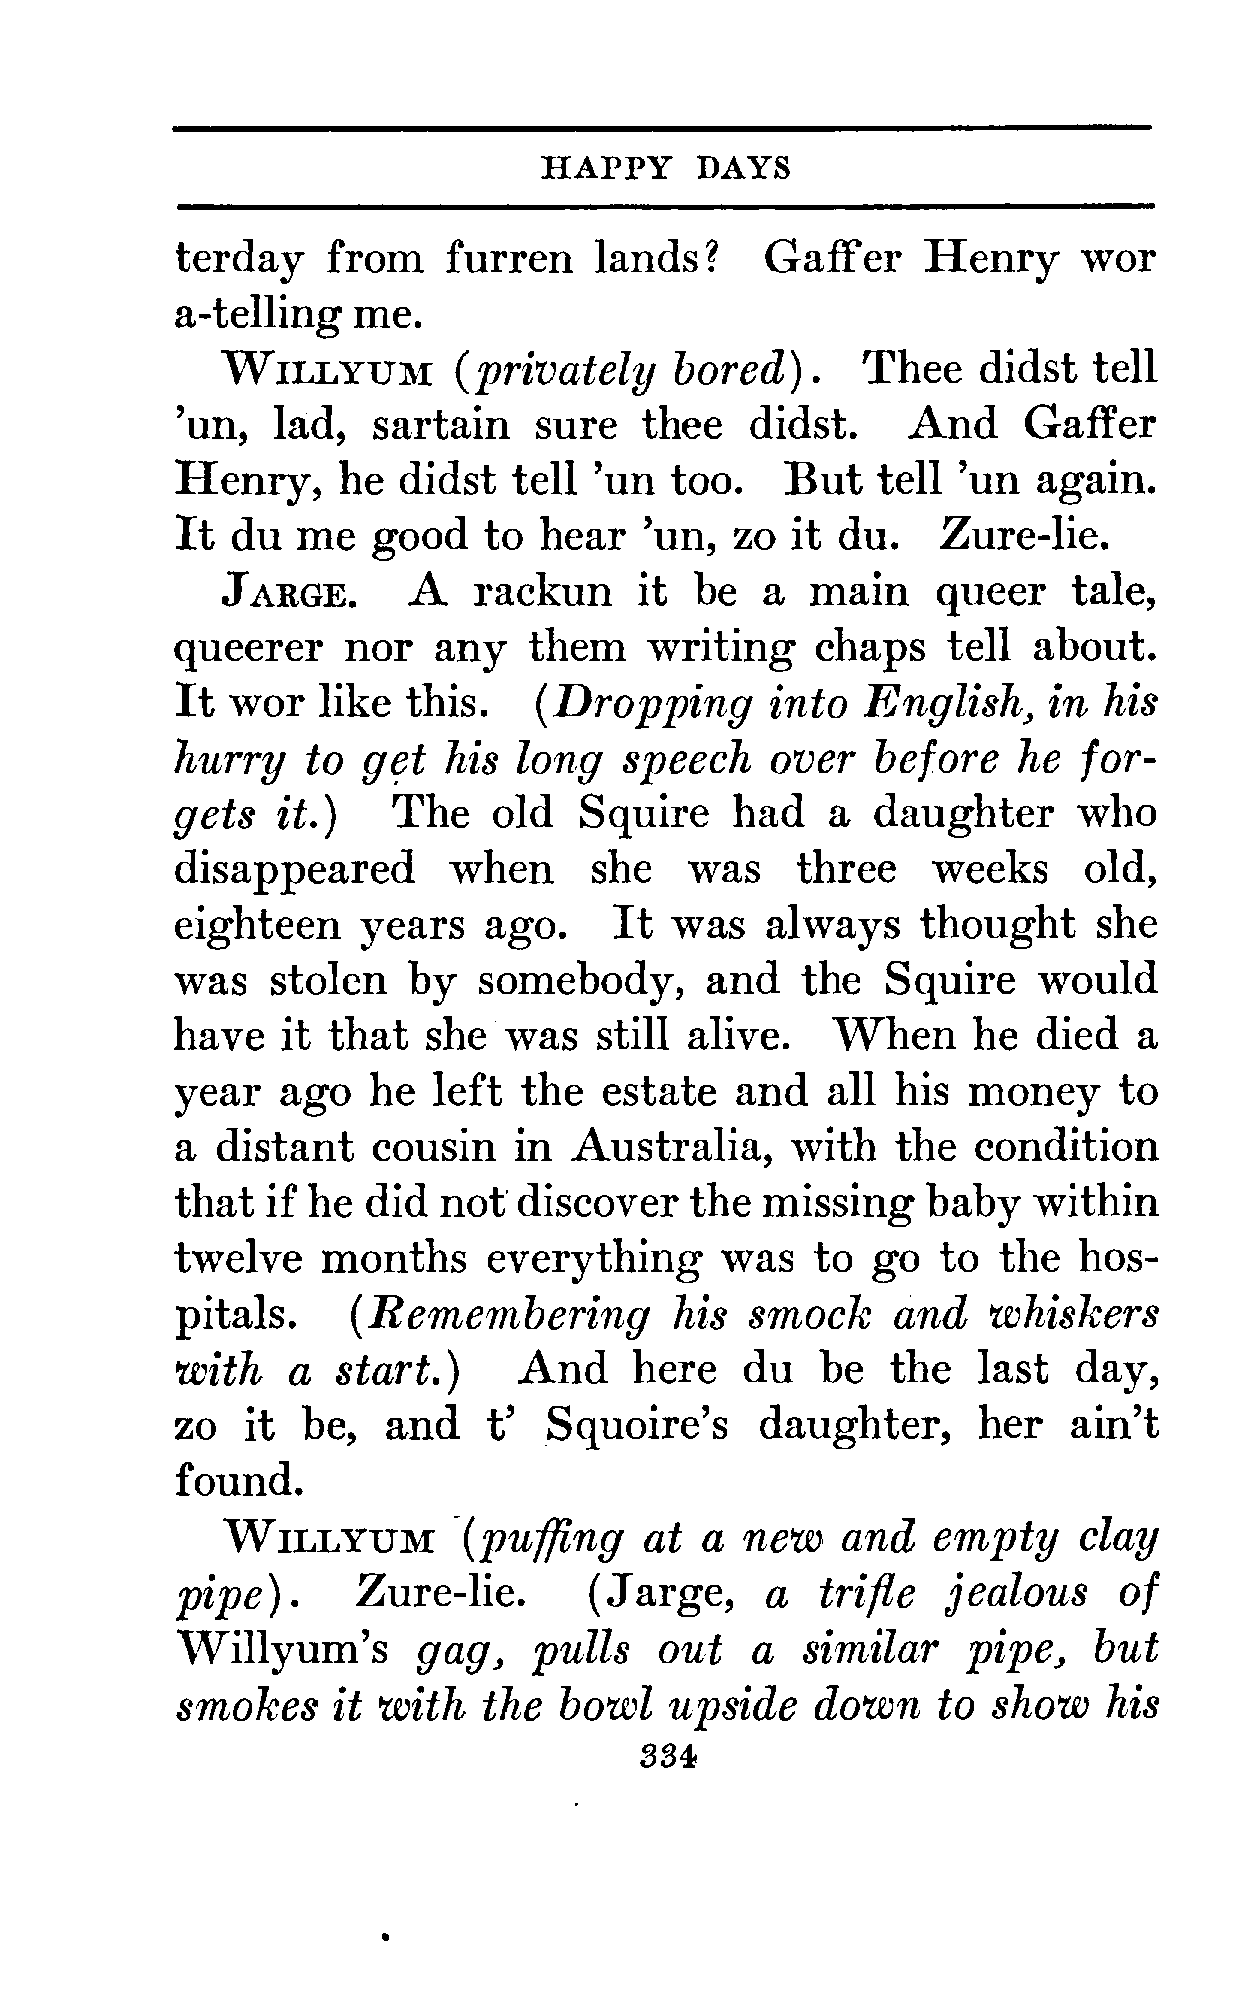 HAPPY DAYS
terday from furren lands? Gaffer Henry wor
a-telling me.
WILLYUM (privately bored). Thee didst tell
'un, lad, sartain sure thee didst. And Gaffer
Henry, he didst tell 'un too. But tell 'un again.
It du me good to hear 'un, zo it du. Zure-lie.
JARGE. A rackun it be a main queer tale,
queerer nor any them writing chaps tell about.
It wor like this. (Dropping into English, in his
hurry to get his long speech over before he for-
gets it.) The old Squire had a daughter who
disappeared when she was three weeks old,
eighteen years ago. It was always thought she
was stolen by somebody, and the Squire would
have it that she was still alive. When he died a
year ago he left the estate and all his money to
a distant cousin in Australia, with the condition
that if he did not discover the missing baby within
twelve months everything was to go to the hos-
pitals. (Remembering his smock and whiskers
with a start.) And here du be the last day,
zo it be, and t' Squoire's daughter, her ain't
found.
WILLYUM (puffing at a new and empty clay
pipe). Zure-lie. (Jarge, a trifle jealous of
Willyum's gag, pulls out a similar pipe, but
smokes it with the bowl upside down to show his
334